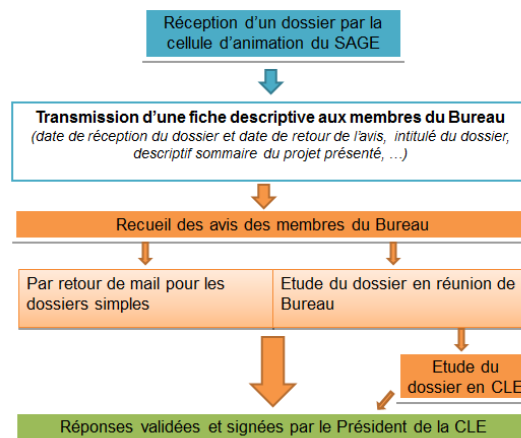 Réception d’un dossier par la
cellule d’animation du SAGE
Transmission d’une fiche descriptive aux membres du Bureau
(date de réception du dossier et date de retour de l’avis, intitulé du dossier,
descriptif sommaire du projet présenté, …)
Recueil des avis des membres du Bureau
Par retour de mail pour les
dossiers simples
Etude du dossier en réunion de
Bureau
Etude du
dossier en CLE
Réponses validées et signées par le Président de la CLE